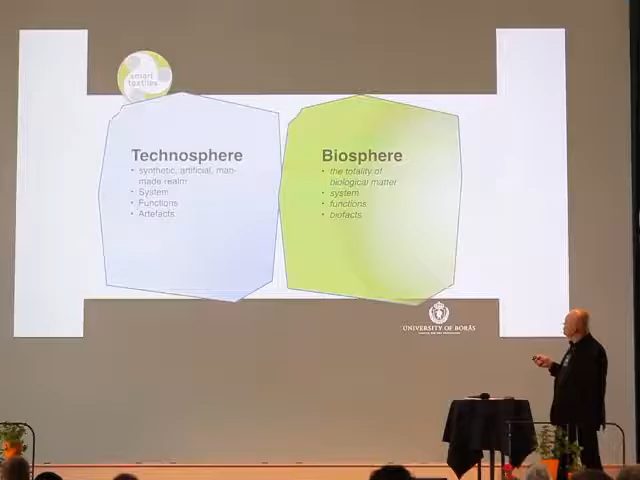 smart
textiles
Technosphere
• synthetic, artificial, man-
made realm
• System
• Functions
• Artefacts
Biosphere
• the totality of
biological matter
• system
• functions
• biofacts
UNIVERSITY OF BORÅS